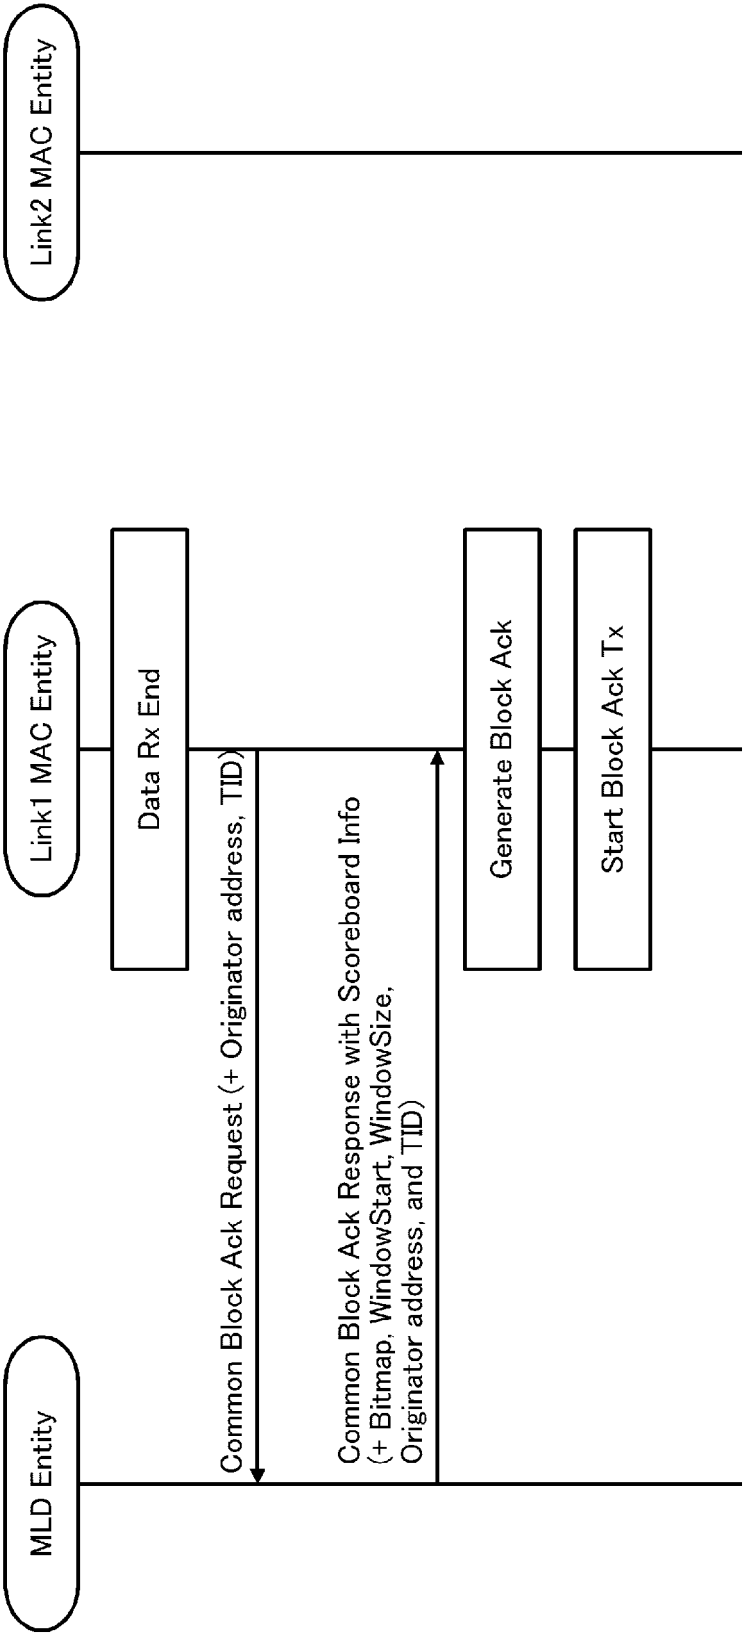 MLD Entity
Link1 MAC Entity
Link2 MAC Entity
Data Rx End
Common Block Ack Request (+ Originator address, TID)
Common Block Ack Response with Scoreboard Info
(+ Bitmap, WindowStart, WindowSize,
Originator address, and TID)
Generate Block Ack
Start Block Ack Tx